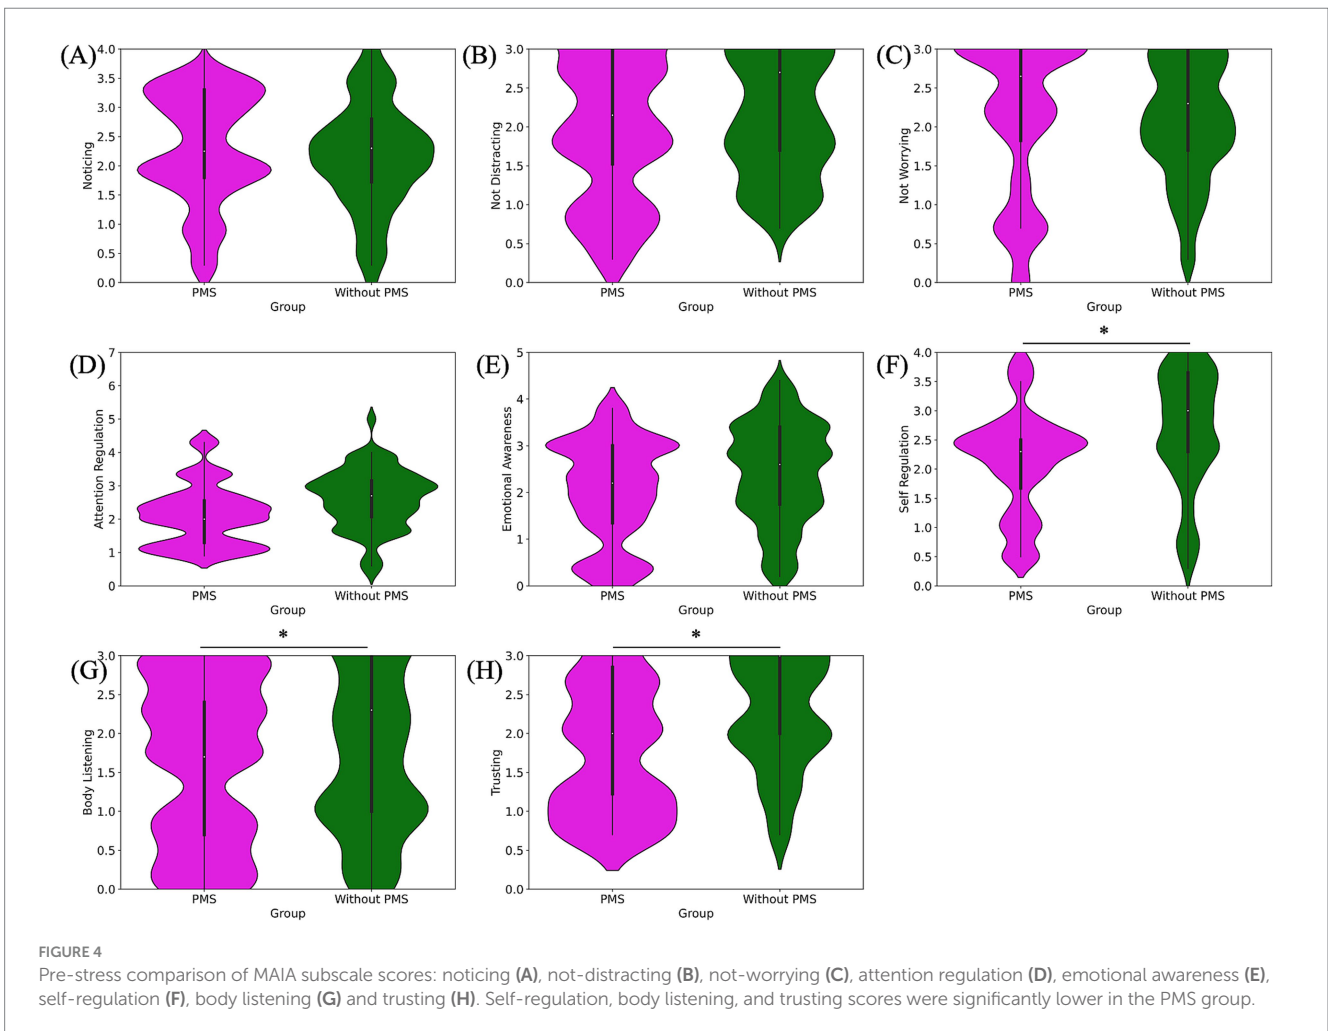 (A)
Noticing
4.0
3.5
3.0
2.5
2.0
1.5
1.0
0.5
0.0
PMS
Without PMS
Group
(B)
Not Distracting
3.0
2.5
2.0
1.5
1.0
0.5
0.0
PMS
Without PMS
Group
(C)
Not Worrying
3.0
2.5
2.0
1.5
1.0
0.5
0.0
PMS
Without PMS
Group
(D)
Attention Regulation
7
6
5
4
3
2
1
0
PMS
Without PMS
Group
(E)
Emotional Awareness
5
4
3
2
1
0
PMS
Without PMS
Group
*
(F)
Self Regulation
4.0
3.5
3.0
2.5
2.0
1.5
1.0
0.5
0.0
PMS
Without PMS
Group
*
(G)
Body Listening
3.0
2.5
2.0
1.5
1.0
0.5
0.0
PMS
Without PMS
Group
*
(H)
Trusting
3.0
2.5
2.0
1.5
1.0
0.5
0.0
PMS
Without PMS
Group
FIGURE 4
Pre-stress comparison of MAIA subscale scores: noticing (A), not-distracting (B), not-worrying (C), attention regulation (D), emotional awareness (E),
self-regulation (F), body listening (G) and trusting (H). Self-regulation, body listening, and trusting scores were significantly lower in the PMS group.